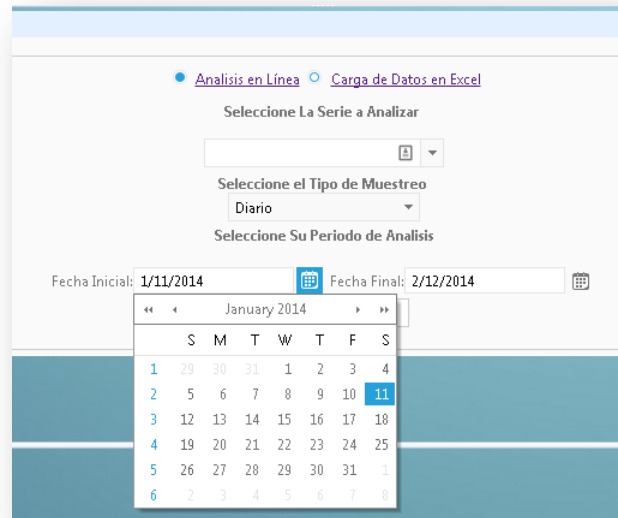 Analisis en Línea Carga de Datos en Excel
Seleccione La Serie a Analizar
Seleccione el Tipo de Muestreo
Diario
Seleccione Su Periodo de Analisis
Fecha Inicial: 1/11/2014 Fecha Final: 2/12/2014
January 2014
S M T W T F S
1 29 30 31 1 2 3 4
2 5 6 7 8 9 10 11
3 12 13 14 15 16 17 18
4 19 20 21 22 23 24 25
5 26 27 28 29 30 31 1
6 2 3 4 5 6 7 8